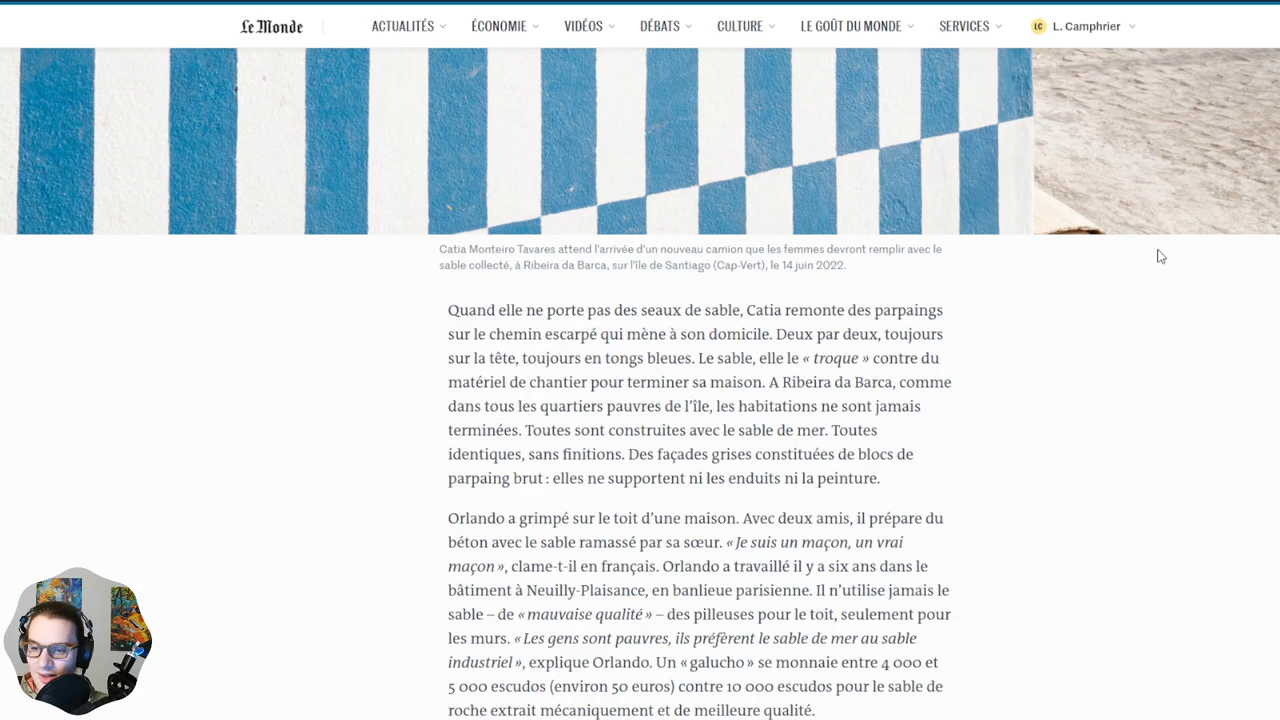 Le Monde
ACTUALITÉS ÉCONOMIE VIDÉOS DÉBATS CULTURE LE GOÛT DU MONDE SERVICES LC L. Camphrier
Catia Monteiro Tavares attend l'arrivée d'un nouveau camion que les femmes devront remplir avec le
sable collecté, à Ribeira da Barca, sur l'île de Santiago (Cap-Vert), le 14 juin 2022.
Quand elle ne porte pas des seaux de sable, Catia remonte des parpaings
sur le chemin escarpé qui mène à son domicile. Deux par deux, toujours
sur la tête, toujours en tongs bleues. Le sable, elle le « troque » contre du
matériel de chantier pour terminer sa maison. A Ribeira da Barca, comme
dans tous les quartiers pauvres de l'île, les habitations ne sont jamais
terminées. Toutes sont construites avec le sable de mer. Toutes
identiques, sans finitions. Des façades grises constituées de blocs de
parpaing brut : elles ne supportent ni les enduits ni la peinture.
Orlando a grimpé sur le toit d'une maison. Avec deux amis, il prépare du
béton avec le sable ramassé par sa sœur. « Je suis un maçon, un vrai
maçon », clame-t-il en français. Orlando a travaillé il y a six ans dans le
bâtiment à Neuilly-Plaisance, en banlieue parisienne. Il n'utilise jamais le
sable – de « mauvaise qualité » – des pilleuses pour le toit, seulement pour
les murs. « Les gens sont pauvres, ils préfèrent le sable de mer au sable
industriel », explique Orlando. Un « galucho » se monnaie entre 4 000 et
5 000 escudos (environ 50 euros) contre 10 000 escudos pour le sable de
roche extrait mécaniquement et de meilleure qualité.